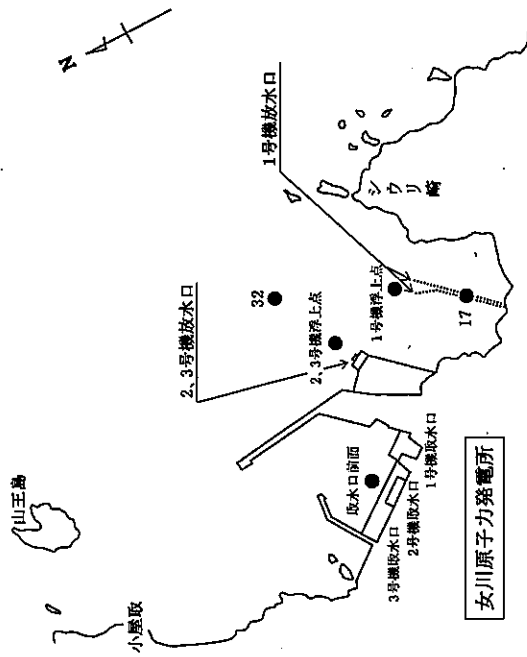 N
山王島
小屋取
2、3号機放水口
1号機放水口
32
2、3号機浮上点
1号機浮上点
17
シウリ崎
取水口前面
3号機取水口
2号機取水口
1号機取水口
女川原子力発電所